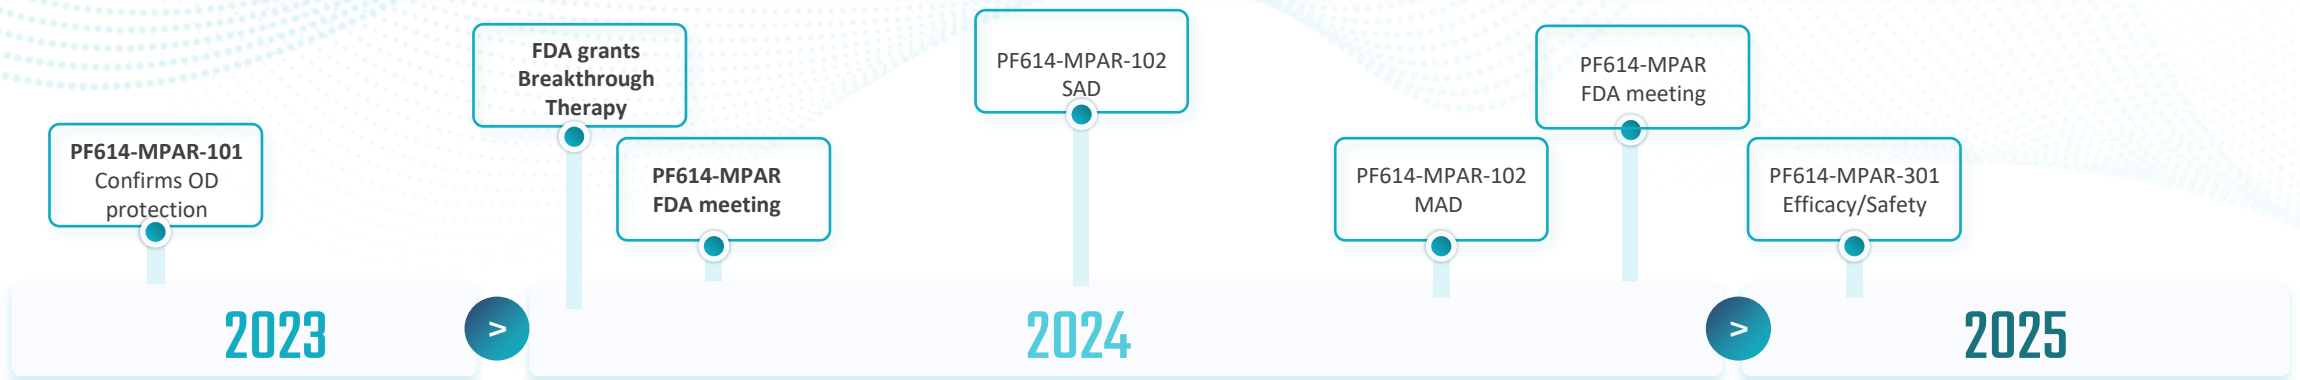 PF614-MPAR-101
Confirms OD
protection
FDA grants
Breakthrough
Therapy
PF614-MPAR
FDA meeting
PF614-MPAR-102
SAD
PF614-MPAR-102
MAD
PF614-MPAR
FDA meeting
PF614-MPAR-301
Efficacy/Safety
2023
>
2024
>
2025